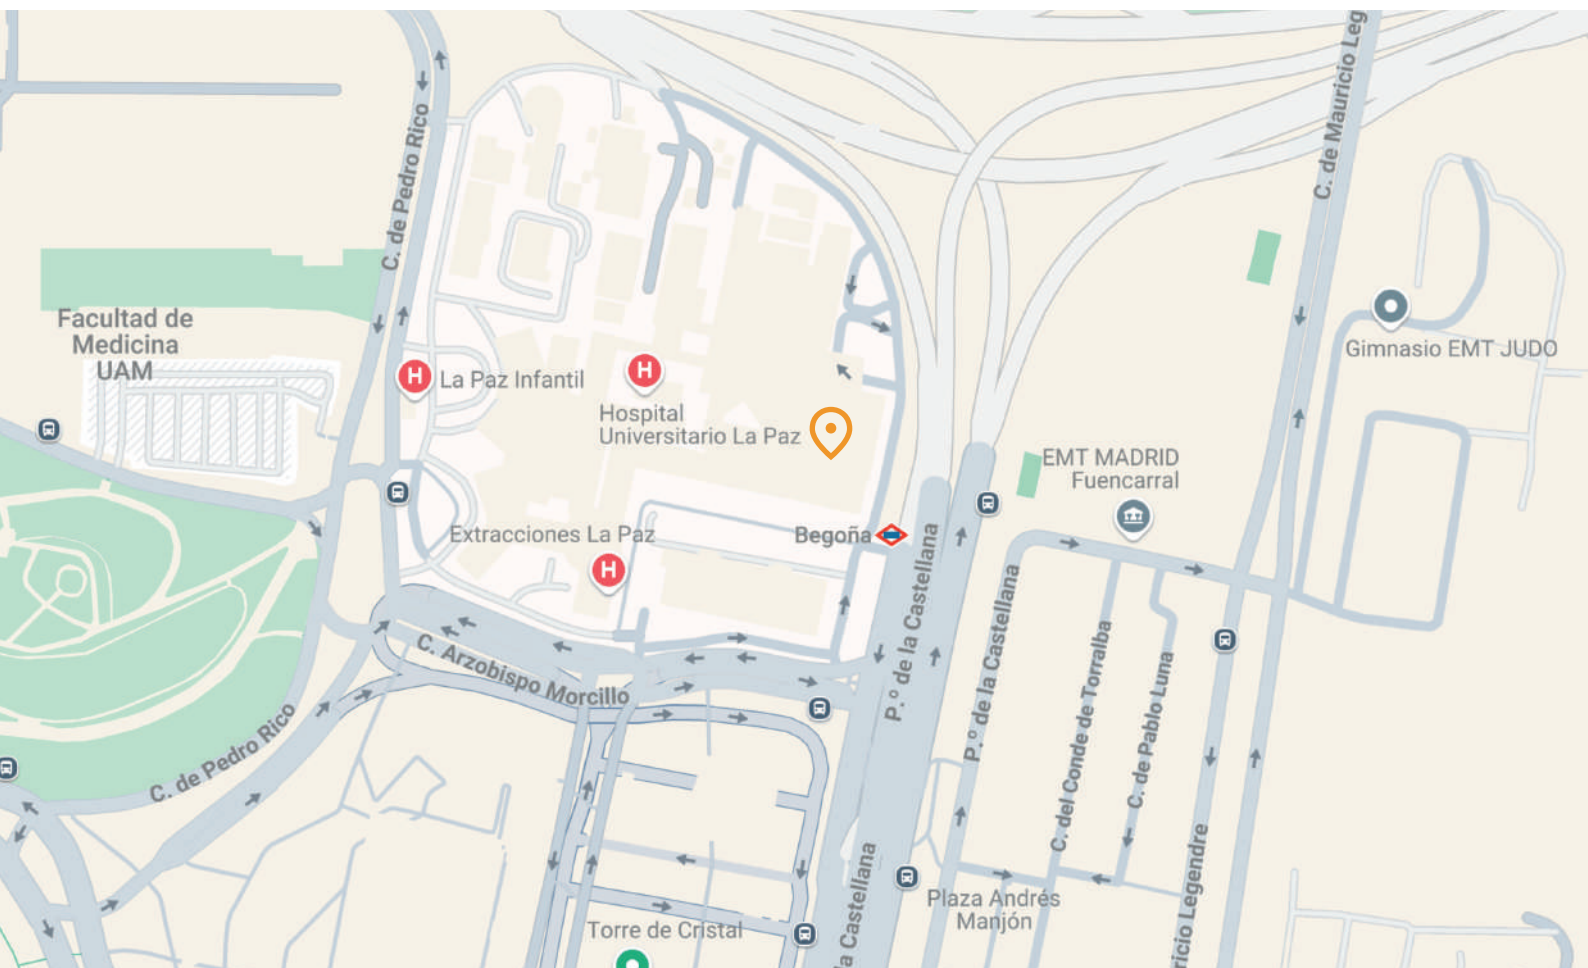 C. de Mauricio Leg
C. de Pedro Rico
Facultad de
Medicina
UAM
Gimnasio EMT JUDO
H
La Paz Infantil
H
Hospital
Universitario La Paz
EMT MADRID
Fuencarral
Extracciones La Paz
H
Begoña
P.º de la Castellana
P.º de la Castellana
C. Arzobispo Morcillo
C. del Conde de Torralba
C. de Pablo Luna
C. de Pedro Rico
la Castellana
ricio Legendre
Plaza Andrés
Manjón
Torre de Cristal